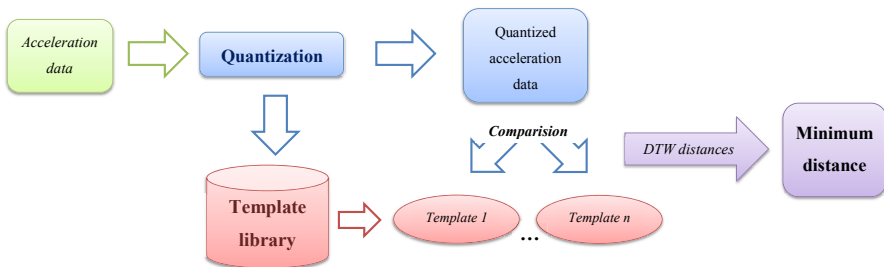 Acceleration
data
Quantization
Quantized
acceleration
data
Comparision
DTW distances
Minimum
distance
Template
library
Template 1
...
Template n